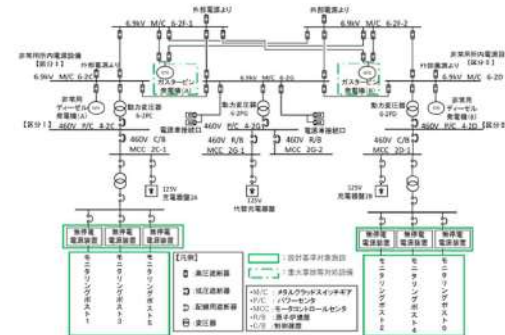 外部電源より
外部電源より
6.9kV M/C 6-2F-1
6.9kV M/C 6-2F-2
非常用所内電源設備
[区分Ⅰ]
外部電源より
6.9kV M/C 6-2C
ガスタービン
発電機(A)
6.9kV M/C 6-2G
ガスタービン
発電機(B)
非常用所内電源設備
外部電源より
6.9kV M/C 6-2D
非常用
ディーゼル
発電機(A)
動力変圧器
6-2PC
動力変圧器
6-2PG
電源車接続口
電源車接続口
動力変圧器
6-2PD
非常用
ディーゼル
発電機(B)
[区分Ⅰ]
460V P/C 4-2C
460V P/C 4-2G
460V P/C 4-2D
460V C/B
MCC 2C-1
460V R/B
MCC 2G-1
460V R/B
MCC 2G-2
460V C/B
MCC 2D-1
125V
充電器盤2A
125V
代替充電器盤
125V
充電器盤2B
無停電
電源装置
無停電
電源装置
無停電
電源装置
無停電
電源装置
無停電
電源装置
無停電
電源装置
モニタリングポスト1
モニタリングポスト3
モニタリングポスト5
モニタリングポスト2
モニタリングポスト4
モニタリングポスト6
【凡例】
:高圧遮断器
:低圧遮断器
:配線用遮断器
:変圧器
:設計基準対象施設
:重大事故等対処設備
・M/C :メタルクラッドスイッチギア
・P/C :パワーセンタ
・MCC:モータコントロールセンタ
・R/B :原子炉建屋
・C/B :制御建屋